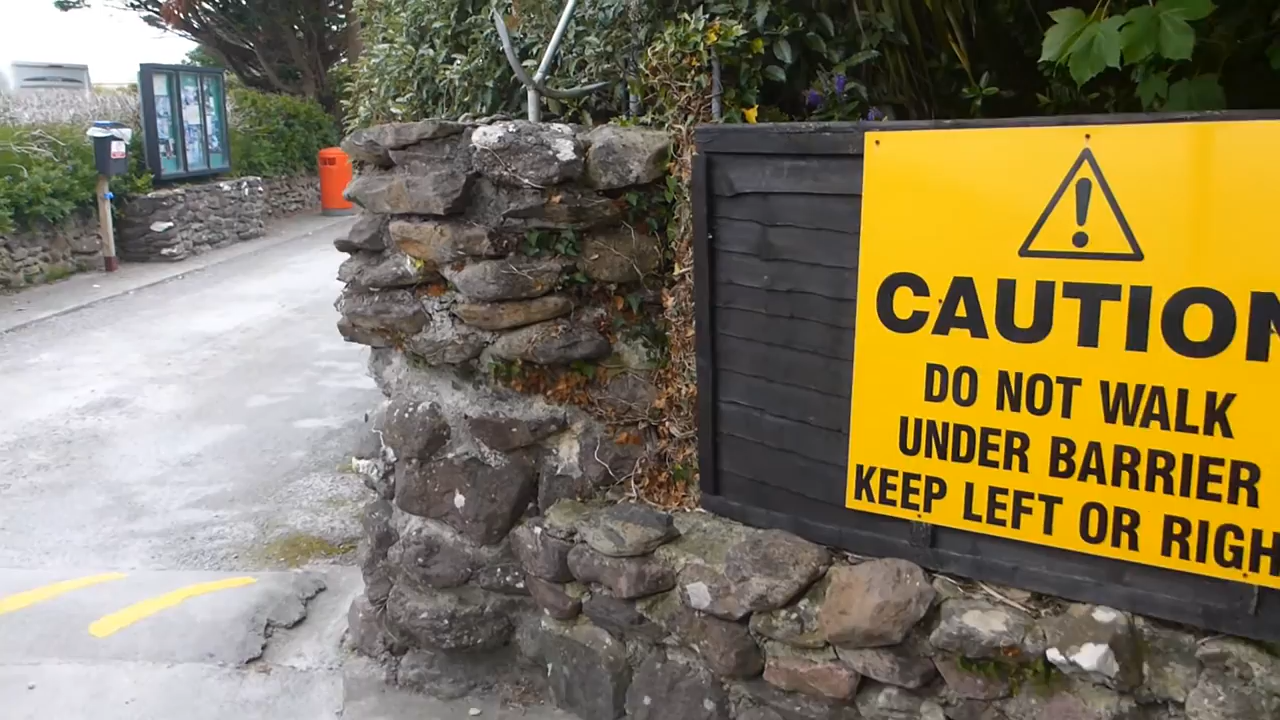 CAUTION
DO NOT WALK
UNDER BARRIER
KEEP LEFT OR RIGH